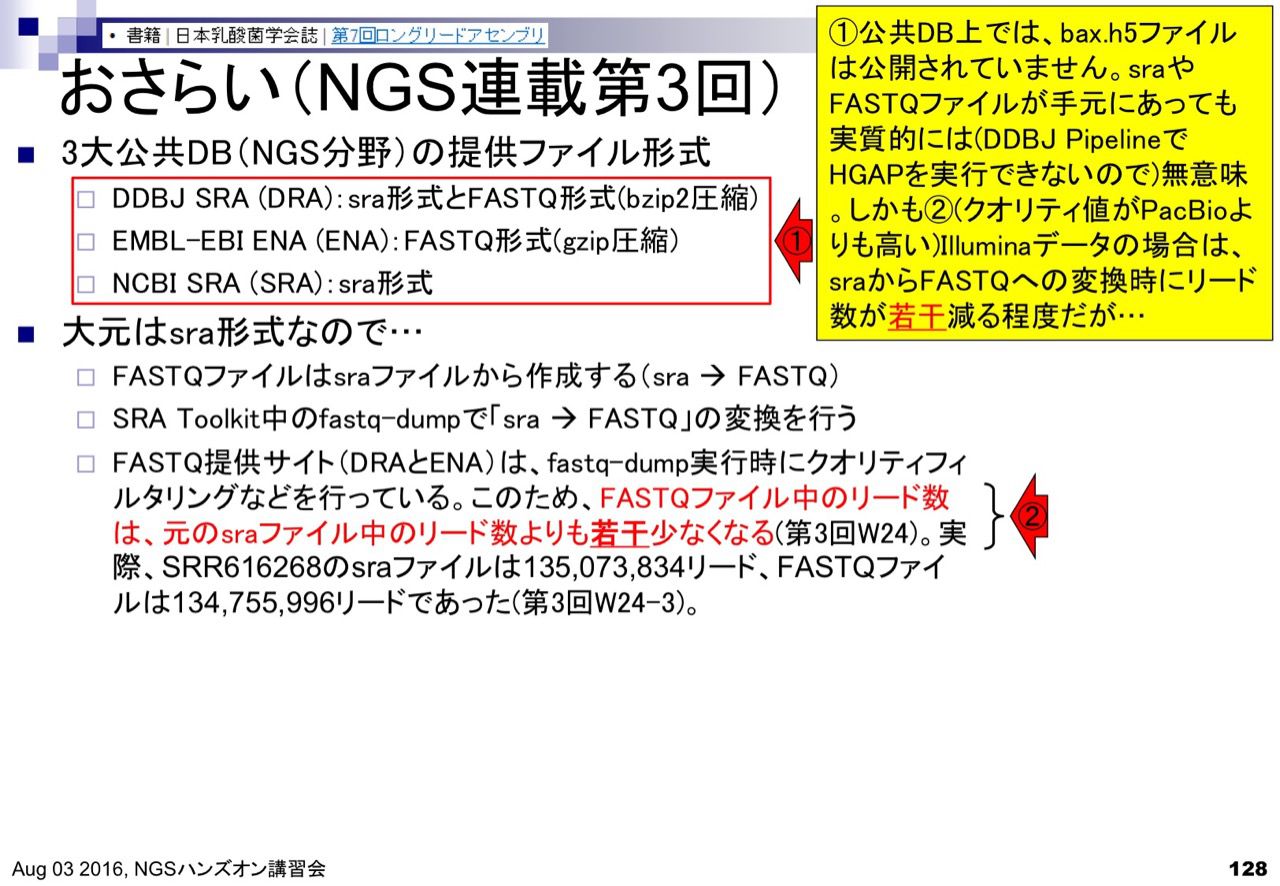 • 書籍 | 日本乳酸菌学会誌 | 第7回ロングリードアセンブリ
おさらい(NGS連載第3回)
■ 3大公共DB(NGS分野)の提供ファイル形式
□ DDBJ SRA (DRA):sra形式とFASTQ形式(bzip2圧縮)
□ EMBL-EBI ENA (ENA):FASTQ形式(gzip圧縮)
□ NCBI SRA (SRA):sra形式
①
■ 大元はsra形式なので…
□ FASTQファイルはsraファイルから作成する(sra → FASTQ)
□ SRA Toolkit中のfastq-dumpで「sra → FASTQ」の変換を行う
□ FASTQ提供サイト(DRAとENA)は、fastq-dump実行時にクオリティフィ
ルタリングなどを行っている。このため、FASTQファイル中のリード数
は、元のsraファイル中のリード数よりも若干少なくなる(第3回W24)。実
際、SRR616268のsraファイルは135,073,834リード、FASTQファイ
ルは134,755,996リードであった(第3回W24-3)。
②
①公共DB上では、bax.h5ファイル
は公開されていません。sraや
FASTQファイルが手元にあっても
実質的には(DDBJ Pipelineで
HGAPを実行できないので)無意味
。しかも②(クオリティ値がPacBioよ
りも高い)Illuminaデータの場合は、
sraからFASTQへの変換時にリード
数が若干減る程度だが…
Aug 03 2016, NGSハンズオン講習会
128